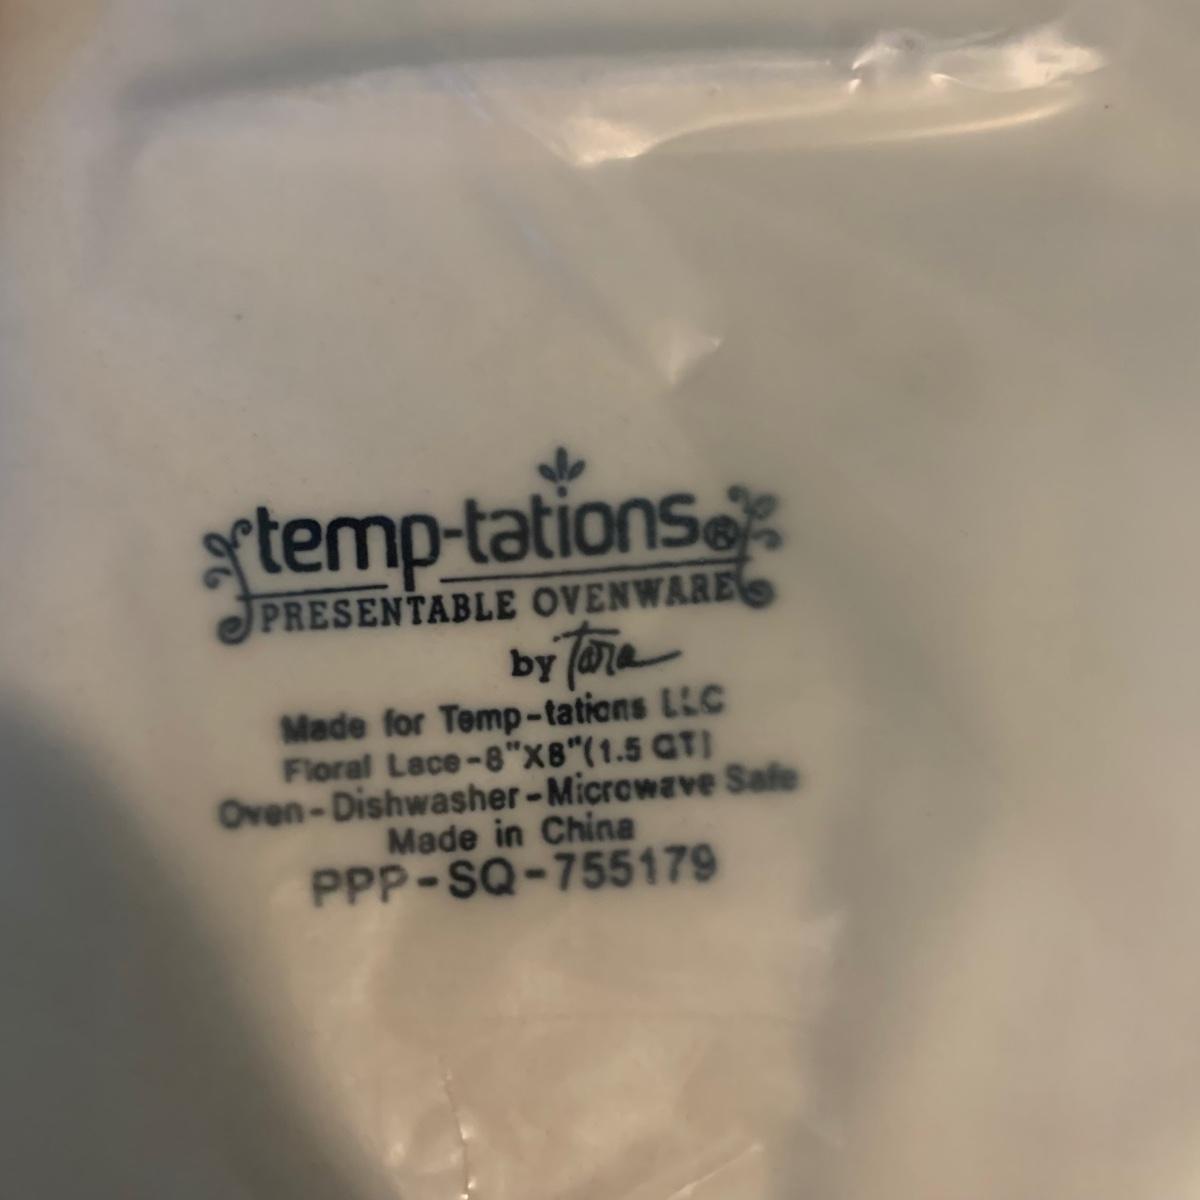 temp-tations®
PRESENTABLE OVENWARE
by Tara
Made for Temp-tations LLC
Floral Lace-8"X8"(1.5 QT)
Oven-Dishwasher-Microwave Safe
Made in China
PPP-SQ-755179